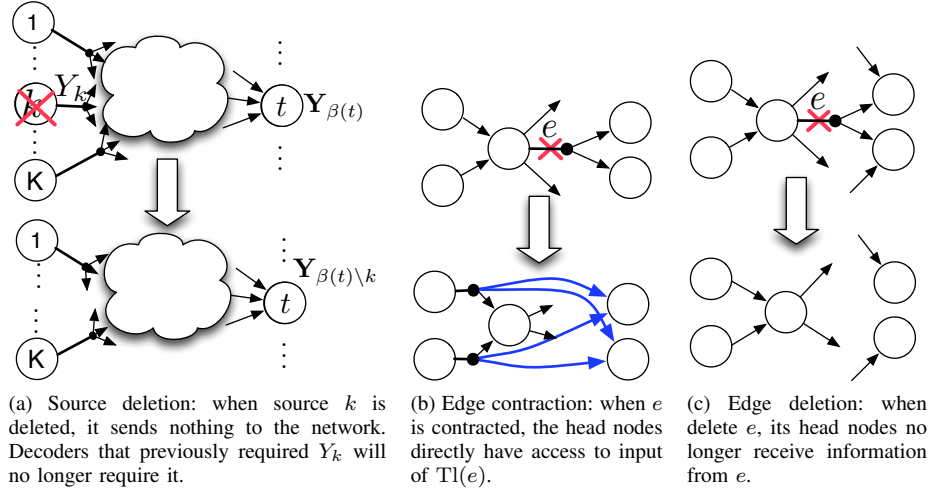 1
⋮
k
Y_k
⋮
K
t
Y_{β(t)}
⋮
⋮
1
⋮
K
t
Y_{β(t)\k}
⋮
⋮
(a) Source deletion: when source k is
deleted, it sends nothing to the network.
Decoders that previously required Y_k will
no longer require it.
e
(b) Edge contraction: when e
is contracted, the head nodes
directly have access to input
of Tl(e).
e
(c) Edge deletion: when
delete e, its head nodes no
longer receive information
from e.